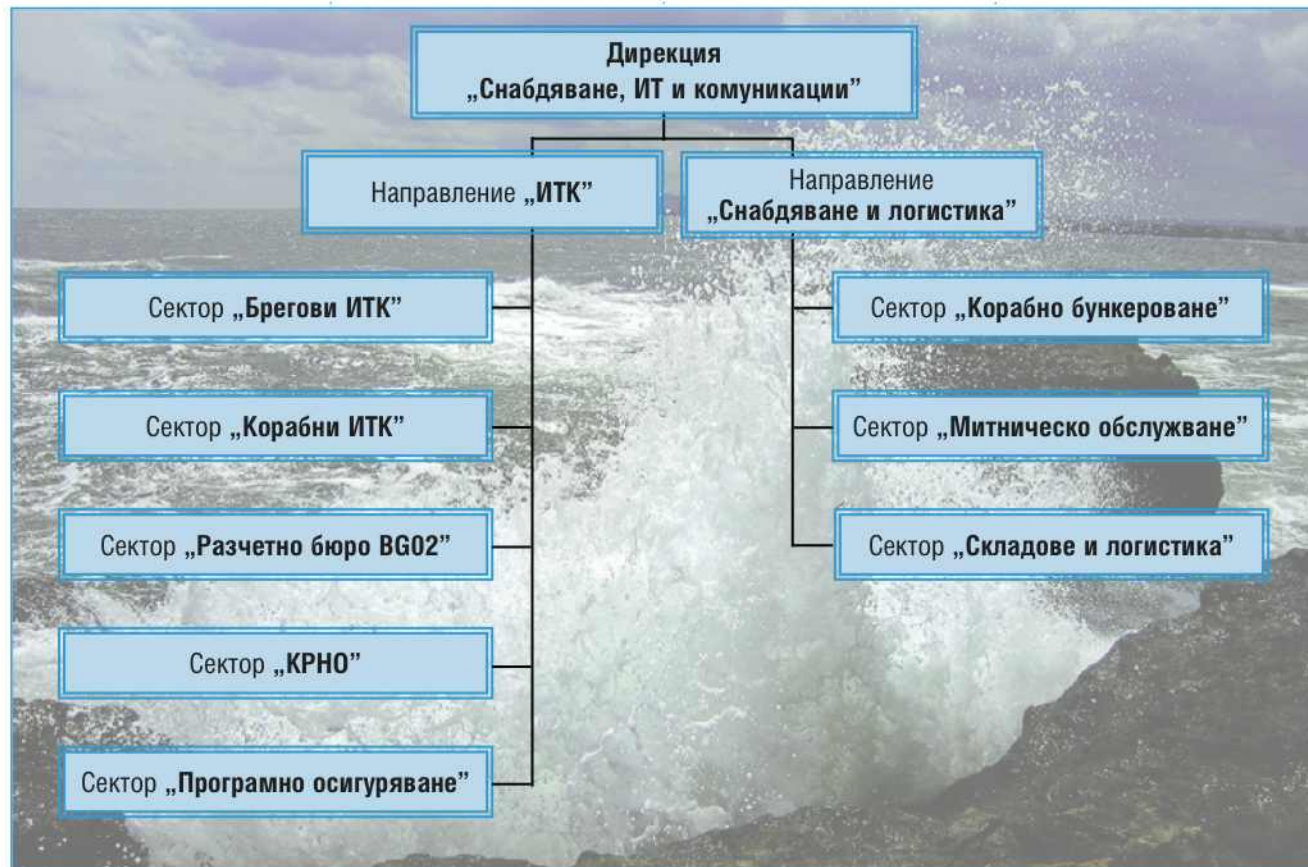 Дирекция
„Снабдяване, ИТ и комуникации”
Направление „ИТК”
Направление
„Снабдяване и логистика”
Сектор „Брегови ИТК”
Сектор „Корабни ИТК”
Сектор „Разчетно бюро BG02”
Сектор „КРНО”
Сектор „Програмно осигуряване”
Сектор „Корабно бункероване”
Сектор „Митническо обслужване”
Сектор „Складове и логистика”